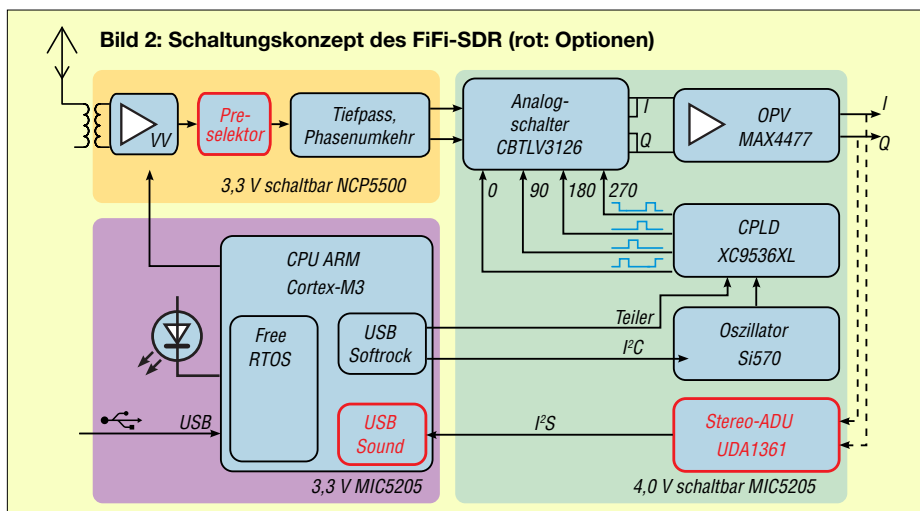 Bild 2: Schaltungskonzept des FiFi-SDR (rot: Optionen)
VV
Pre-
selektor
Tiefpass,
Phasenumkehr
3,3 V schaltbar NCP5500
Analog-
schalter
CBTLV3126
I
Q
OPV
MAX4477
I
Q
0
90
180
270
CPLD
XC9536XL
Oszillator
Si570
CPU ARM
Cortex-M3
Free
RTOS
USB
Softrock
USB
Sound
Teiler
I²C
I²S
USB
Stereo-ADU
UDA1361
3,3 V MIC5205
4,0 V schaltbar MIC5205